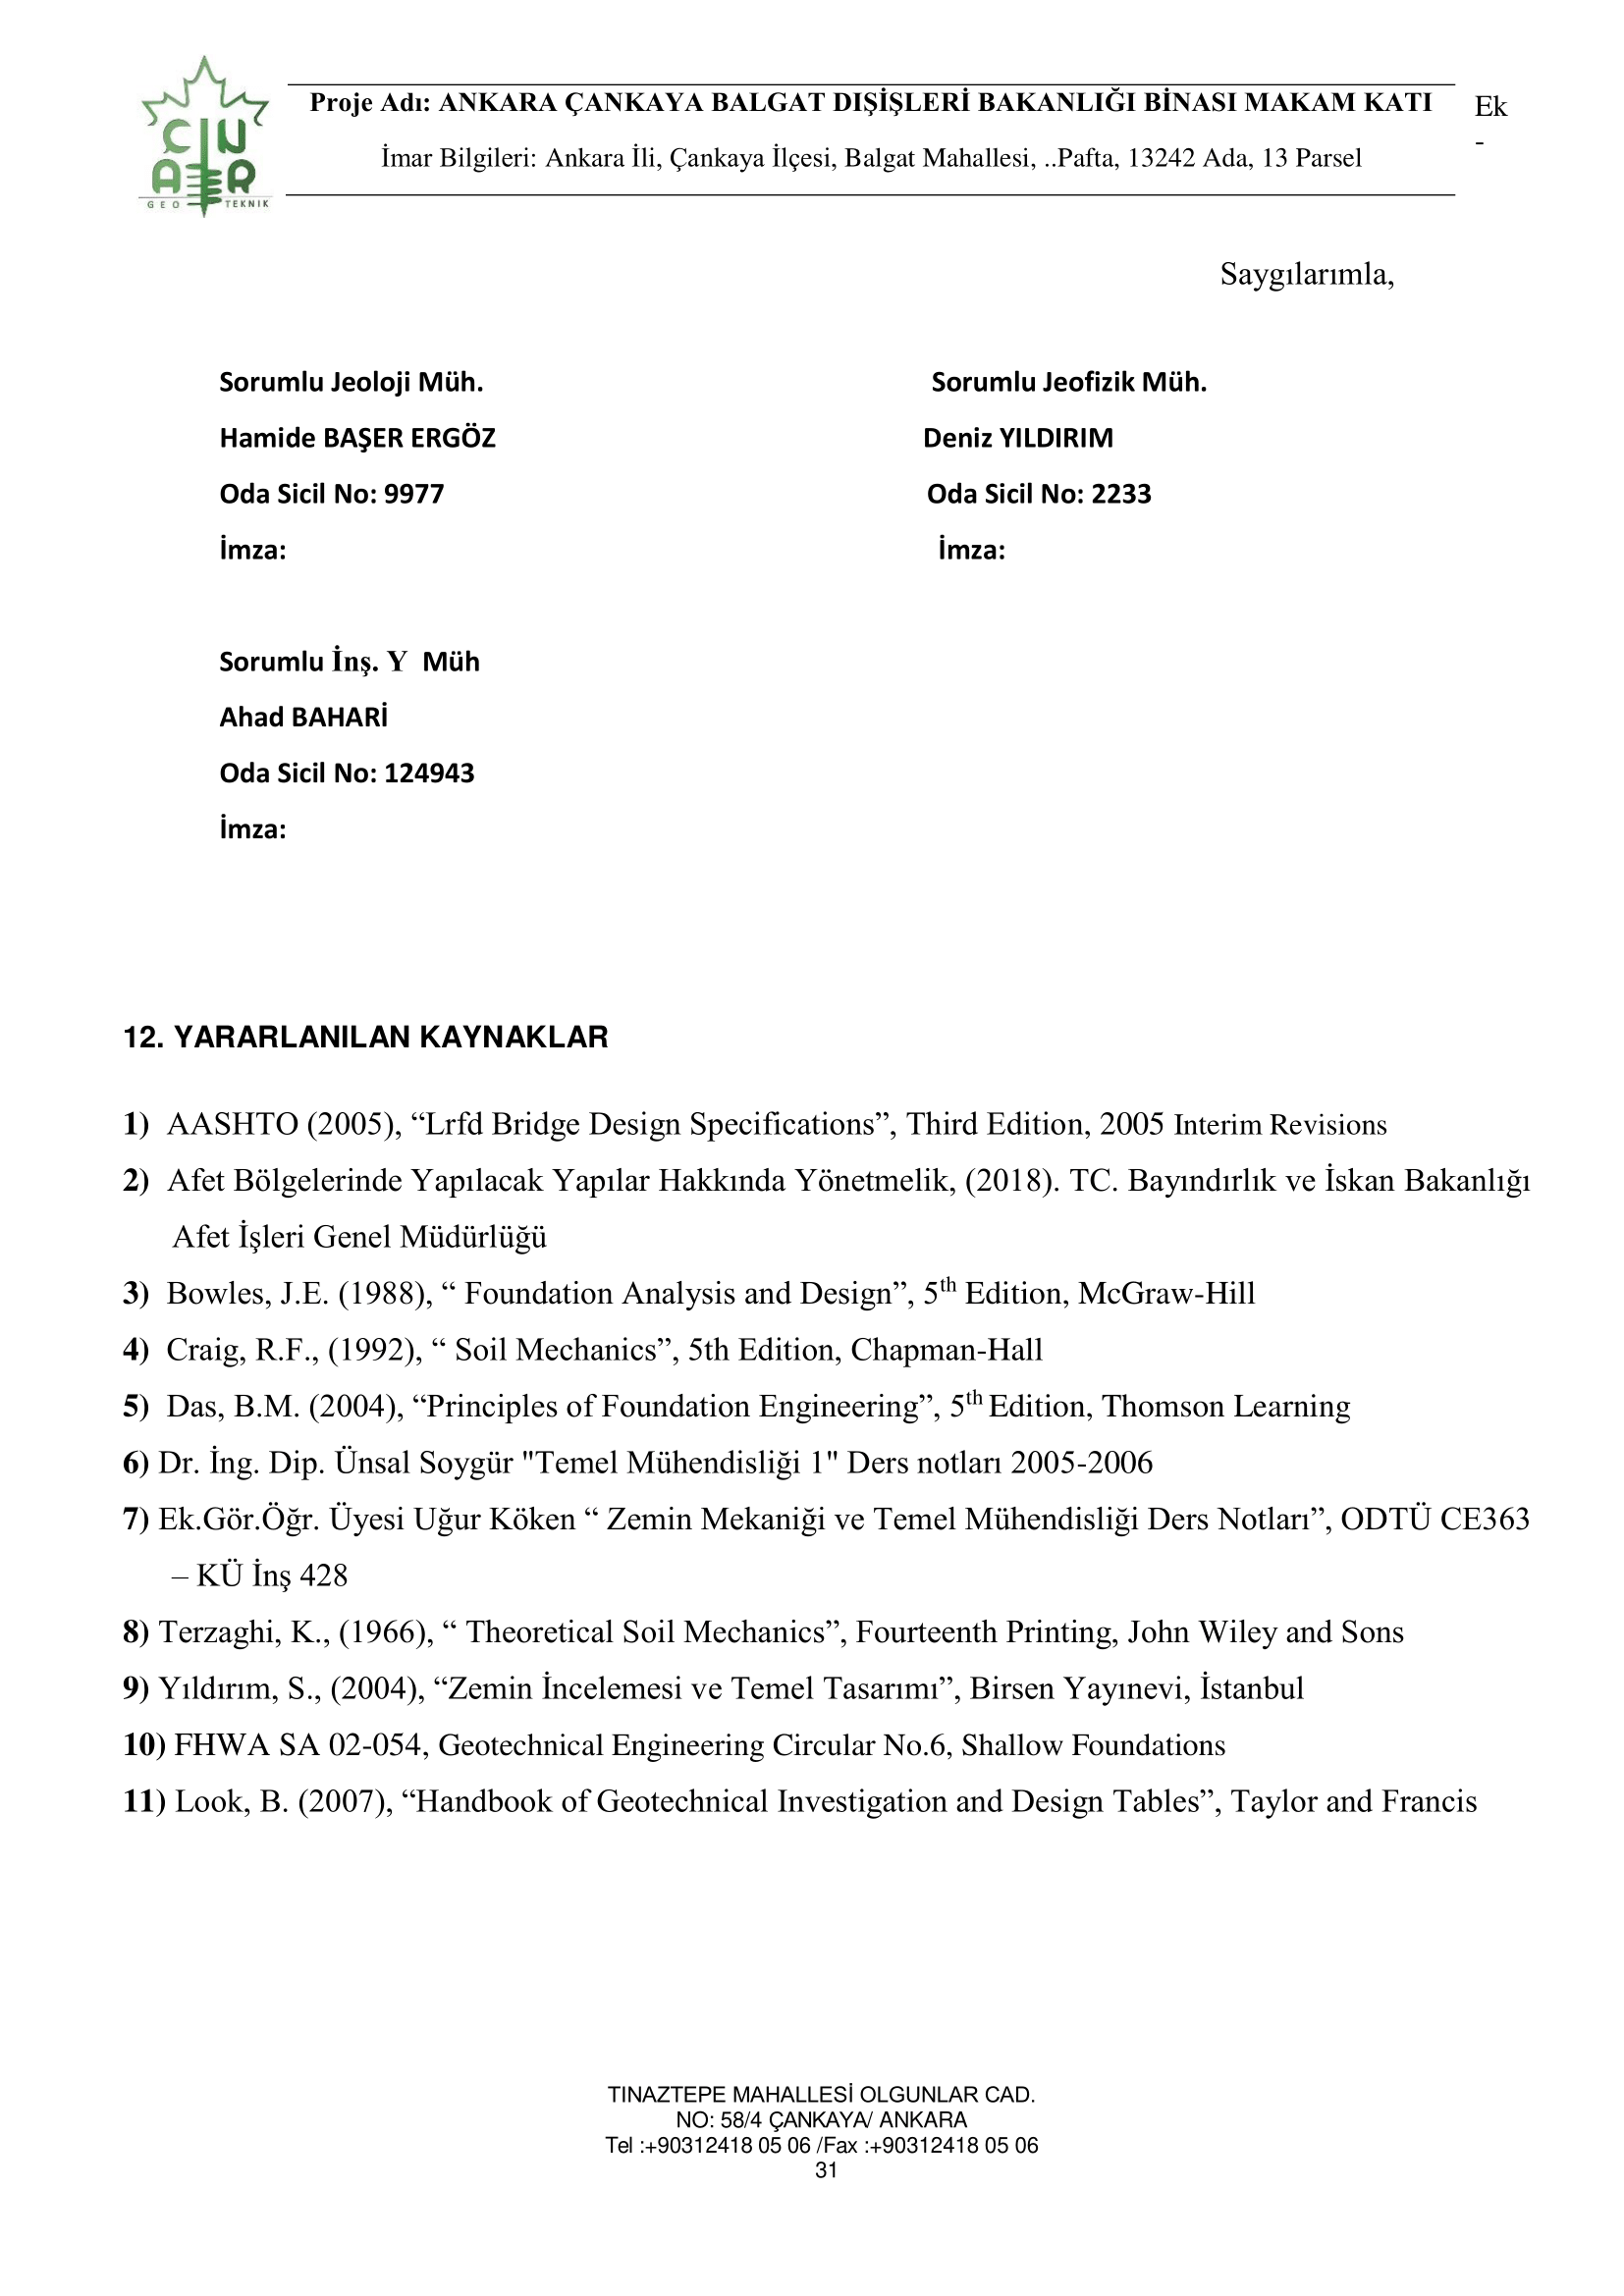 ÇINAR
GEO TEKNIK
Proje Adı: ANKARA ÇANKAYA BALGAT DIŞİŞLERİ BAKANLIĞI BİNASI MAKAM KATI
İmar Bilgileri: Ankara İli, Çankaya İlçesi, Balgat Mahallesi, ..Pafta, 13242 Ada, 13 Parsel
Ek
-
Saygılarımla,
Sorumlu Jeoloji Müh. Sorumlu Jeofizik Müh.
Hamide BAŞER ERGÖZ Deniz YILDIRIM
Oda Sicil No: 9977 Oda Sicil No: 2233
İmza: İmza:
Sorumlu İnş. Y Müh
Ahad BAHARİ
Oda Sicil No: 124943
İmza:
12. YARARLANILAN KAYNAKLAR
1) AASHTO (2005), “Lrfd Bridge Design Specifications”, Third Edition, 2005 Interim Revisions
2) Afet Bölgelerinde Yapılacak Yapılar Hakkında Yönetmelik, (2018). TC. Bayındırlık ve İskan Bakanlığı
Afet İşleri Genel Müdürlüğü
3) Bowles, J.E. (1988), “ Foundation Analysis and Design”, 5th Edition, McGraw-Hill
4) Craig, R.F., (1992), “ Soil Mechanics”, 5th Edition, Chapman-Hall
5) Das, B.M. (2004), “Principles of Foundation Engineering”, 5th Edition, Thomson Learning
6) Dr. İng. Dip. Ünsal Soygür "Temel Mühendisliği 1" Ders notları 2005-2006
7) Ek.Gör.Öğr. Üyesi Uğur Köken “ Zemin Mekaniği ve Temel Mühendisliği Ders Notları”, ODTÜ CE363
– KÜ İnş 428
8) Terzaghi, K., (1966), “ Theoretical Soil Mechanics”, Fourteenth Printing, John Wiley and Sons
9) Yıldırım, S., (2004), “Zemin İncelemesi ve Temel Tasarımı”, Birsen Yayınevi, İstanbul
10) FHWA SA 02-054, Geotechnical Engineering Circular No.6, Shallow Foundations
11) Look, B. (2007), “Handbook of Geotechnical Investigation and Design Tables”, Taylor and Francis
TINAZTEPE MAHALLESİ OLGUNLAR CAD.
NO: 58/4 ÇANKAYA/ ANKARA
Tel :+90312418 05 06 /Fax :+90312418 05 06
31